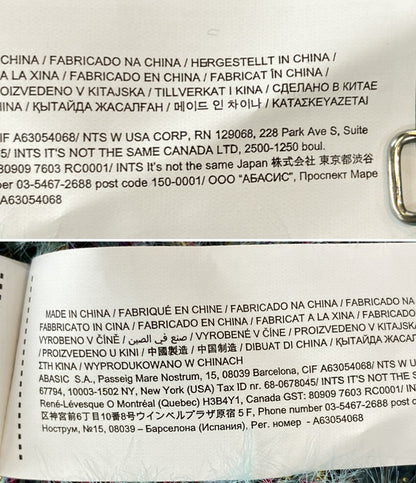 CHINA / FABRICADO NA CHINA / HERGESTELLT IN CHINA /
A LA XINA / FABRICADO EN CHINA / FABRICAT ÎN CHINA /
OIZVEDENO V KITAJSKA / TILLVERKAT I KINA / СДЕЛАНО В КИТАЕ
INA / ҚЫТАЙДА ЖАСАЛҒАН / 메이드 인 차이나 / ΚΑΤΑΣΚΕΥΑΖΕΤΑΙ
CIF A63054068/ NTS W USA CORP, RN 129068, 228 Park Ave S, Suite
5/ INTS IT'S NOT THE SAME CANADA LTD, 2500-1250 boul.
80909 7603 RC0001/ INTS It's not the same Japan 株式会社 東京都渋谷
er 03-5467-2688 post code 150-0001/ ООО "АБАСИС", Проспект Маре
A63054068
MADE IN CHINA / FABRIQUÉ EN CHINE / FABRICADO NA CHINA / FABRICADO NA
FABBRICATO IN CINA / FABRICADO EN CHINA / FABRICAT A LA XINA / FABRICAT
VYROBENO V ČÍNĚ / صنع في الصين / VYROBENÉ V ČÍNE / PROIZVEDENO V KITAJSKA
/ PROIZVEDENO U KINI / 中國製造 / 中国制造 / DIBUAT DI CHINA / ҚЫТАЙДА ЖАСАЛ
ΣΤΗ ΚΙΝΑ / WYPRODUKOWANO W CHINACH
ABASIC S.A., Passeig Mare Nostrum, 15, 08039 Barcelona, CIF A63054068/ NTS W U
67794, 10003-1502 NY, New York (USA) Tax ID nr. 68-0678045/ INTS IT'S NOT THE S
René-Lévesque O Montréal (Quebec) H3B4Y1, Canada GST: 80909 7603 RC0001/ IN
区神宮前6丁目10番8号ウインベルプラザ原宿5F, Phone number 03-5467-2688 post c
Нострум, №15, 08039 – Барселона (Испания). Рег. номер - A63054068